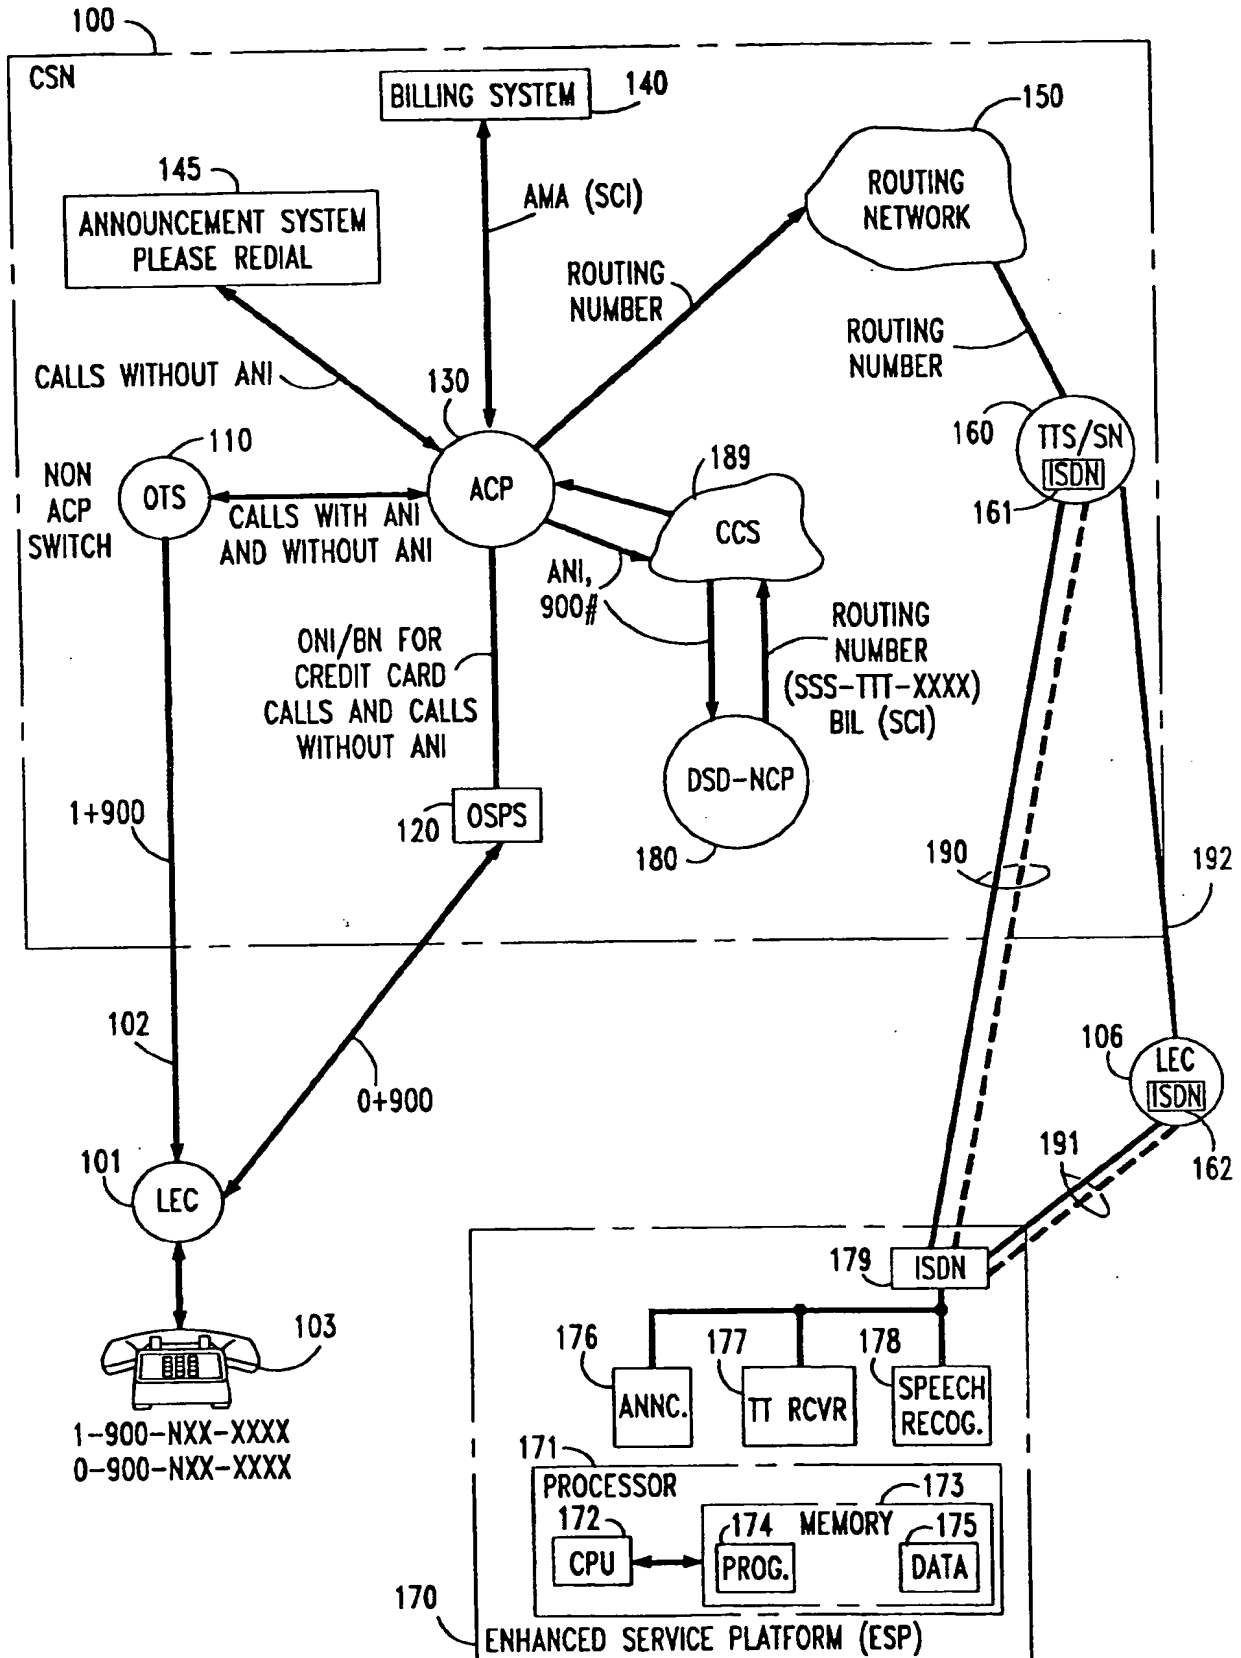 100
CSN
BILLING SYSTEM
140
150
145
ANNOUNCEMENT SYSTEM
PLEASE REDIAL
AMA (SCI)
ROUTING
NETWORK
ROUTING
NUMBER
ROUTING
NUMBER
CALLS WITHOUT ANI
130
110
160
TTS/SN
ISDN
161
NON
ACP
SWITCH
OTS
ACP
189
CCS
CALLS WITH ANI
AND WITHOUT ANI
ANI,
900#
ONI/BN FOR
CREDIT CARD
CALLS AND CALLS
WITHOUT ANI
ROUTING
NUMBER
(SSS-TTT-XXXX)
BIL (SCI)
DSD-NCP
180
1+900
120
OSPS
190
192
102
0+900
106
LEC
ISDN
162
191
101
LEC
179
ISDN
103
176
177
178
ANNC.
TT RCVR
SPEECH
RECOG.
1-900-NXX-XXXX
0-900-NXX-XXXX
171
PROCESSOR
173
172
CPU
MEMORY
174
PROG.
175
DATA
170
ENHANCED SERVICE PLATFORM (ESP)